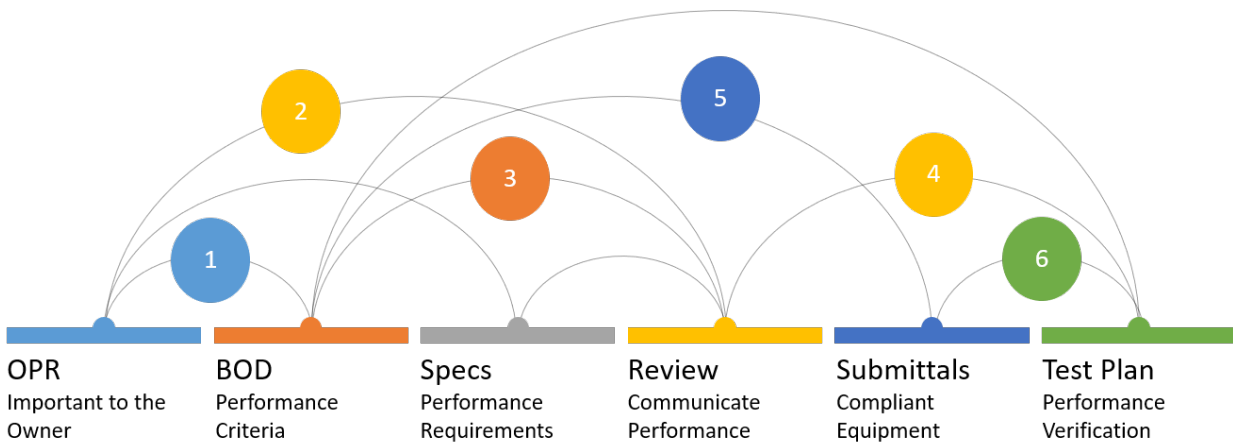 2
5
3
4
1
6
OPR
Important to the
Owner
BOD
Performance
Criteria
Specs
Performance
Requirements
Review
Communicate
Performance
Submittals
Compliant
Equipment
Test Plan
Performance
Verification